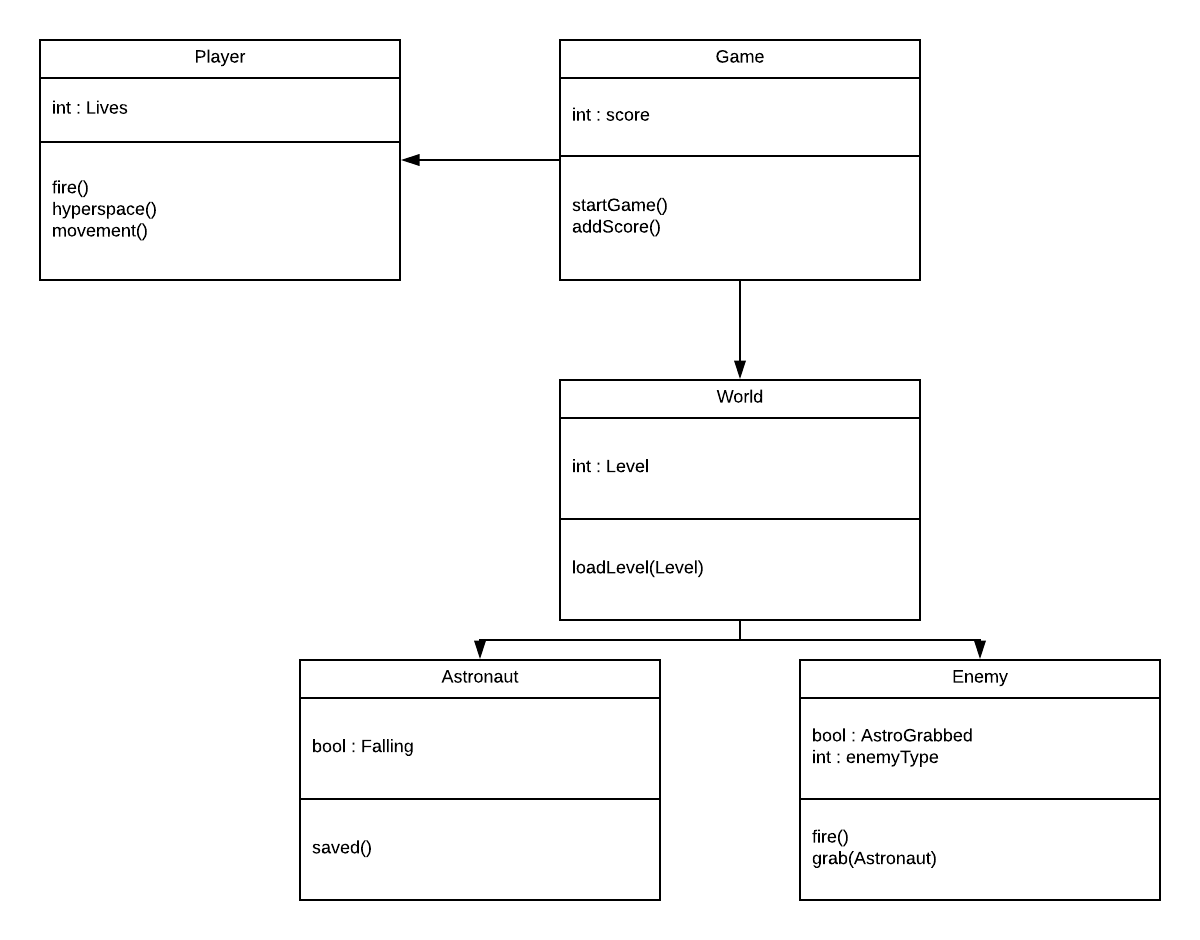 Player
int : Lives
fire()
hyperspace()
movement()
Game
int : score
startGame()
addScore()
World
int : Level
loadLevel(Level)
Astronaut
bool : Falling
saved()
Enemy
bool : AstroGrabbed
int : enemyType
fire()
grab(Astronaut)